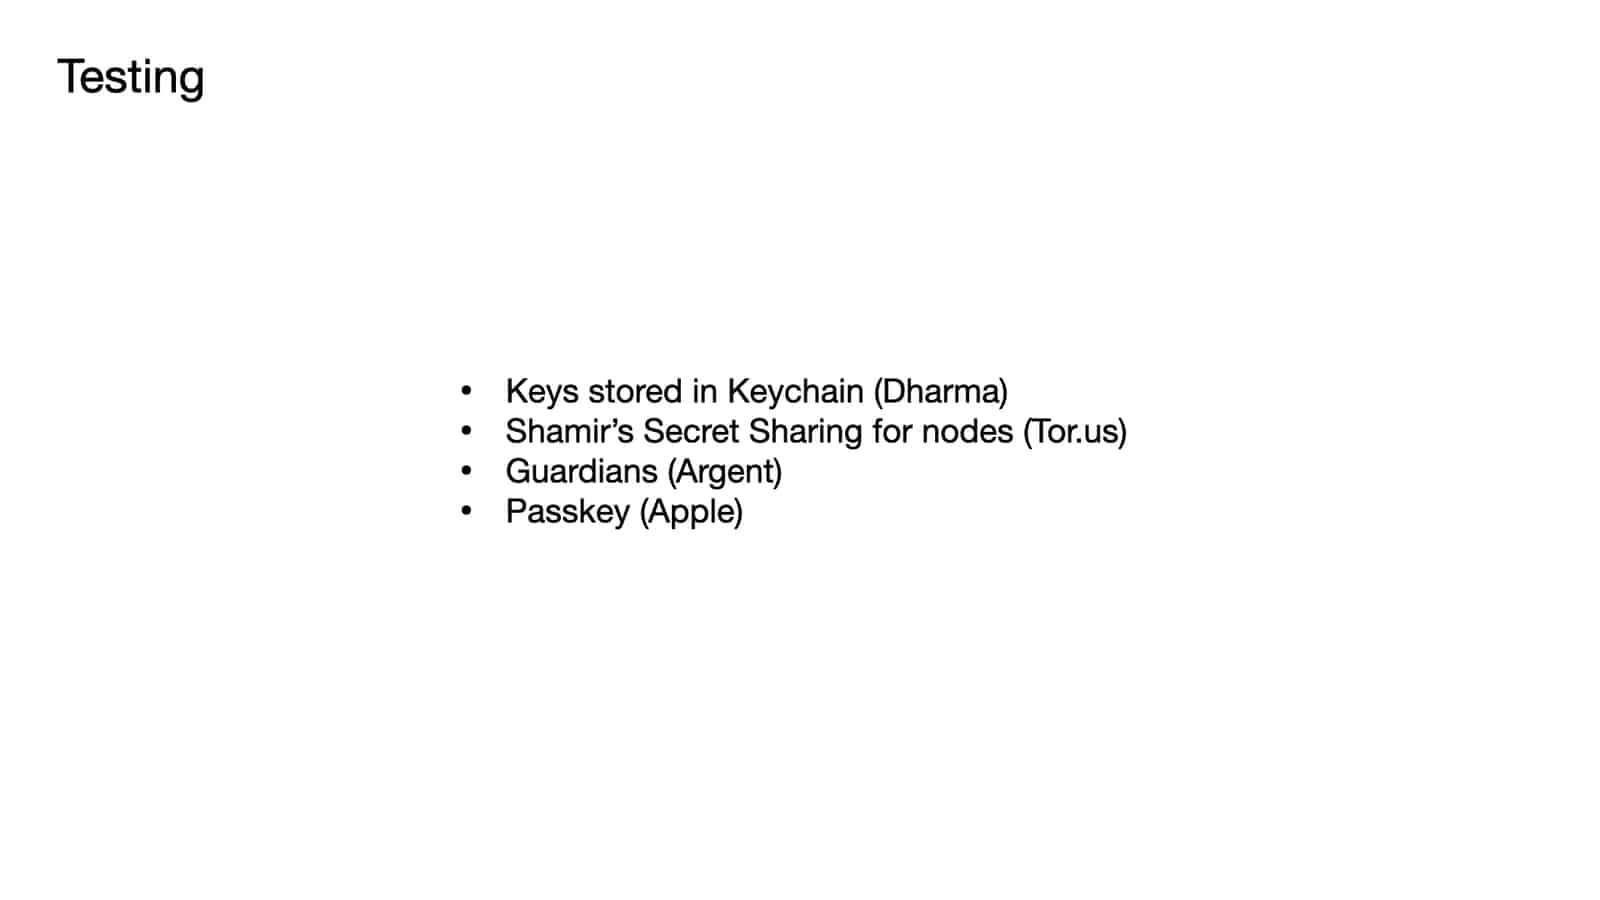 Testing
• Keys stored in Keychain (Dharma)
• Shamir’s Secret Sharing for nodes (Tor.us)
• Guardians (Argent)
• Passkey (Apple)